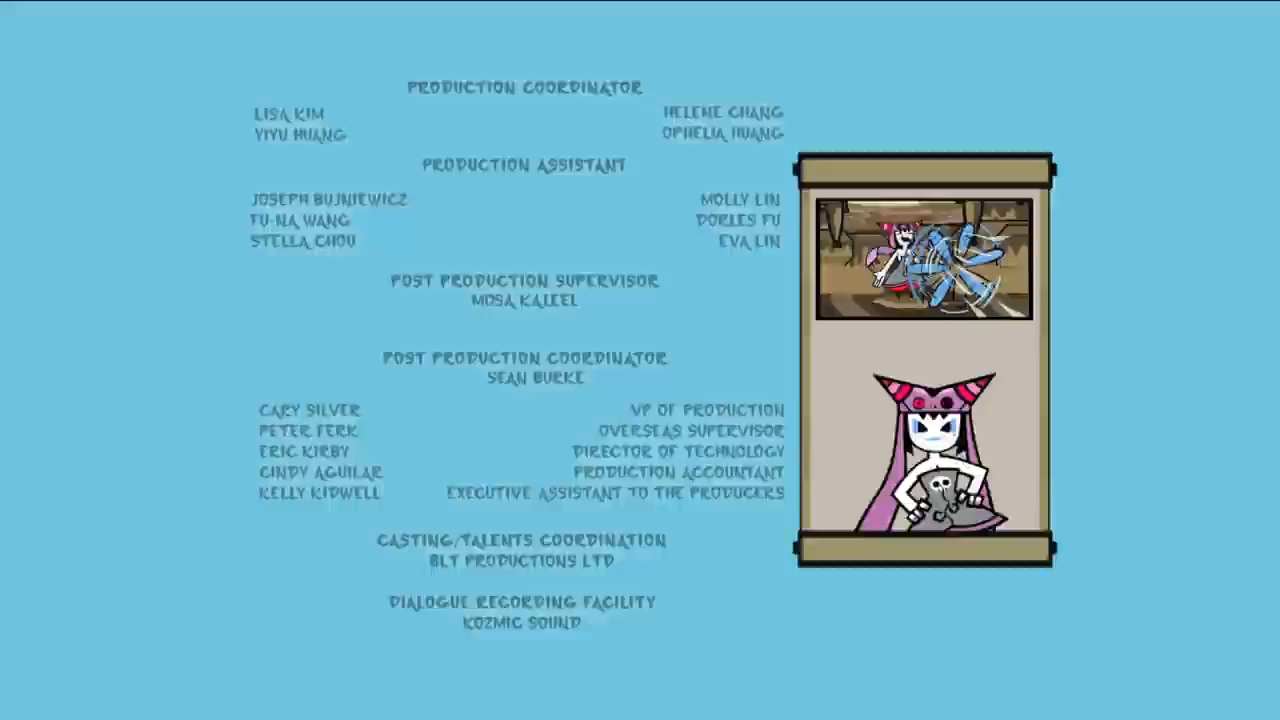 PRODUCTION COORDINATOR
LISA KIM HELENE CHANG
YIYU HUANG OPHELIA HUANG
PRODUCTION ASSISTANT
JOSEPH BUJNIEWICZ MOLLY LIN
FU-NA WANG DORLES FU
STELLA CHOU EVA LIN
POST PRODUCTION SUPERVISOR
MOSA KALEEL
POST PRODUCTION COORDINATOR
SEAN BURKE
CARY SILVER VP OF PRODUCTION
PETER FERK OVERSEAS SUPERVISOR
ERIC KIRBY DIRECTOR OF TECHNOLOGY
CINDY AGUILAR PRODUCTION ACCOUNTANT
KELLY KIDWELL EXECUTIVE ASSISTANT TO THE PRODUCERS
CASTING/TALENTS COORDINATION
BLT PRODUCTIONS LTD
DIALOGUE RECORDING FACILITY
KOZMIC SOUND